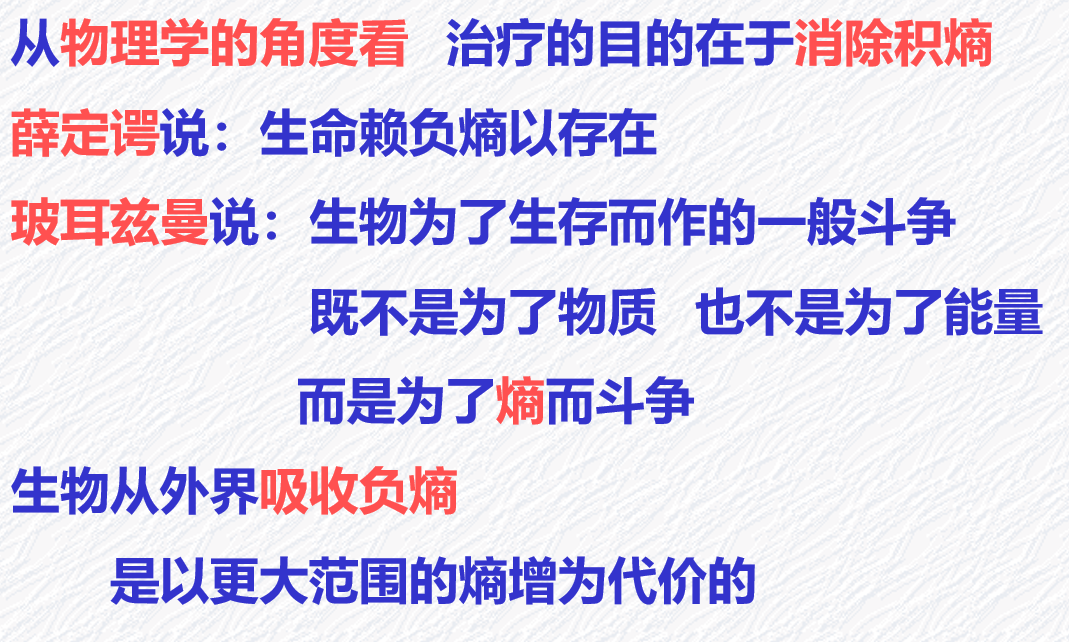 从物理学的角度看 治疗的目的在于消除积熵
薛定谔说：生命赖负熵以存在
玻耳兹曼说：生物为了生存而作的一般斗争
既不是为了物质 也不是为了能量
而是为了熵而斗争
生物从外界吸收负熵
是以更大范围的熵增为代价的